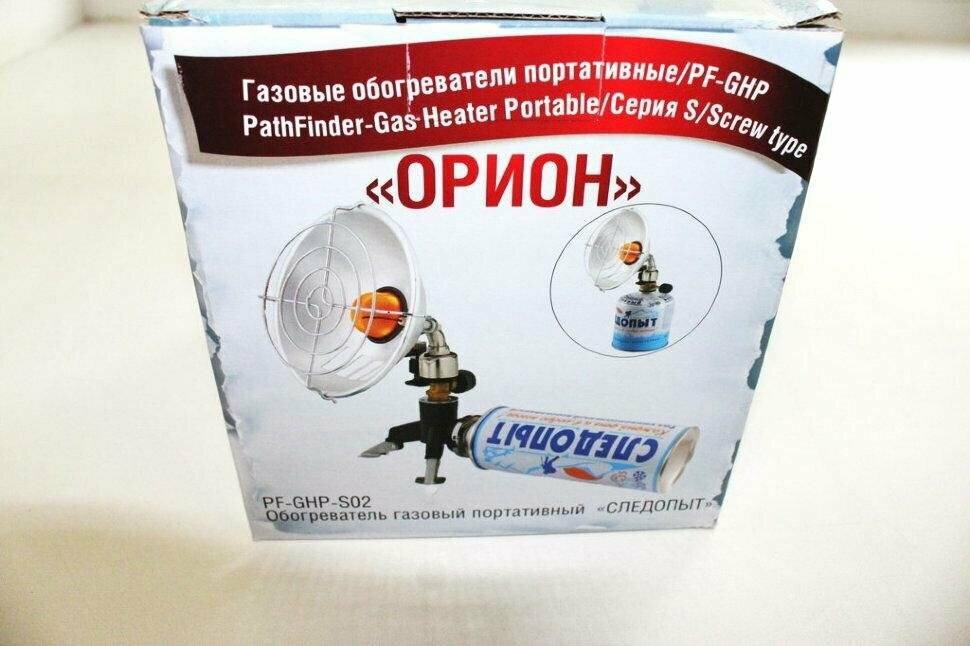 Газовые обогреватели портативные/PF-GHP
PathFinder-Gas Heater Portable/Серия S/Screw type
«ОРИОН»
ДОПЫТ
СЛЕДОПЫТ
PF-GHP-S02
Обогреватель газовый портативный «СЛЕДОПЫТ»